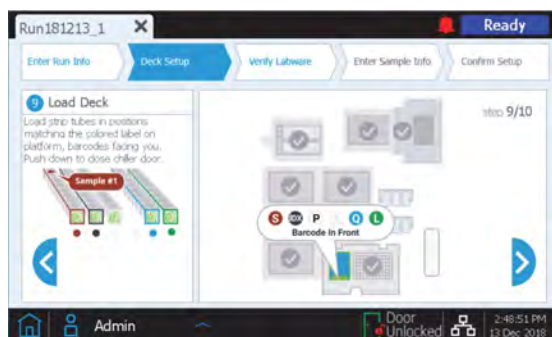 Run181213_1
Ready
Enter Run Info
Deck Setup
Verify Labware
Enter Sample Info
Confirm Setup
9 Load Deck
Load strip tubes in positions
matching the colored label on
platform, barcodes facing you.
Push down to close chiller door.
Sample #1
step 9/10
S IDX P Q L
Barcode In Front
Admin
Door
Unlocked
2:48:51 PM
13 Dec 2018